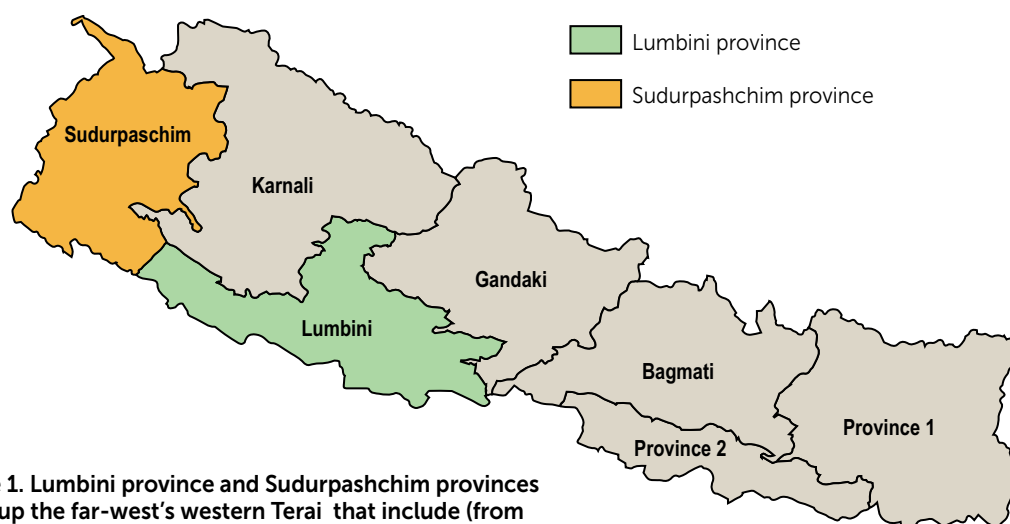 Lumbini province
Sudurpashchim province
Sudurpaschim
Karnali
Gandaki
Lumbini
Bagmati
Province 2
Province 1
1. Lumbini province and Sudurpashchim provinces
up the far-west's western Terai that include (from